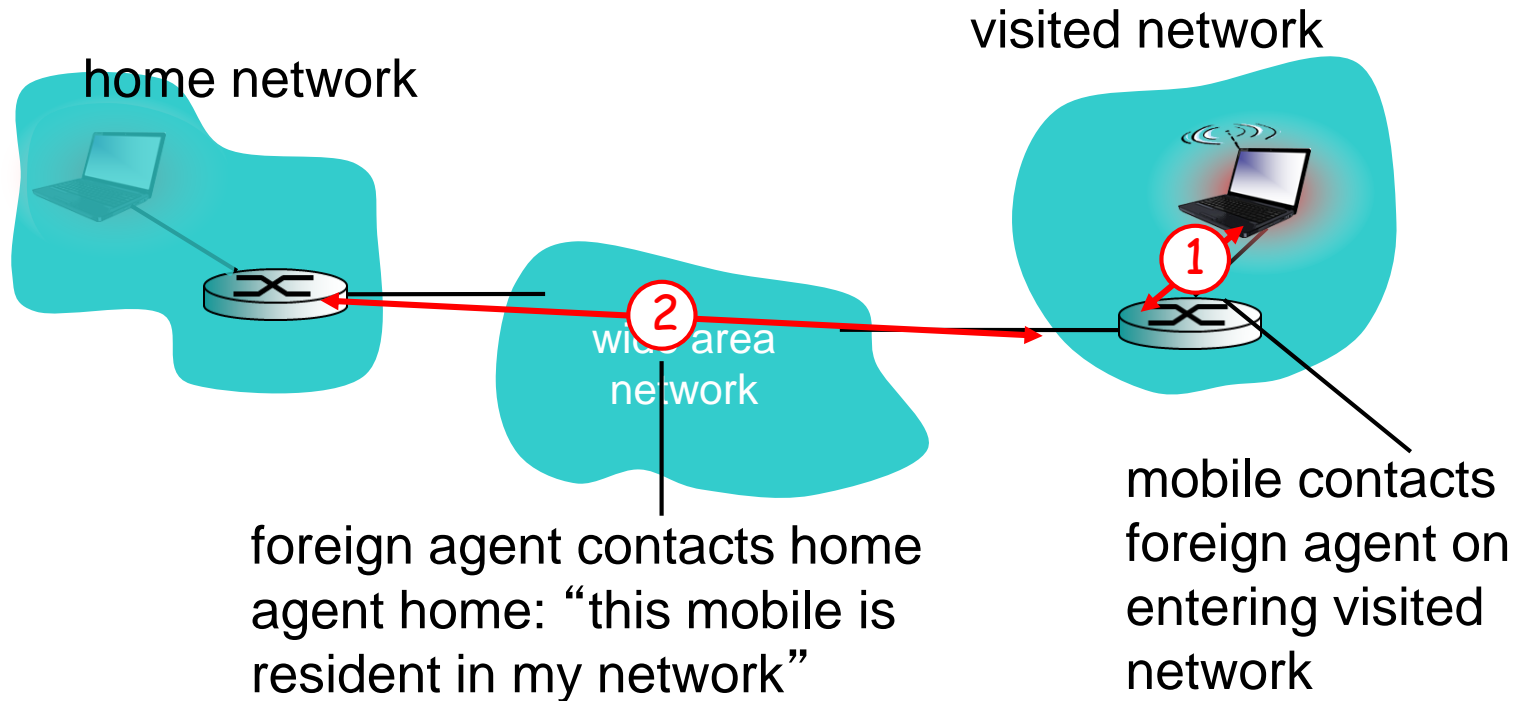 visited network
home network
1
2
wide area
network
foreign agent contacts home
agent home: “this mobile is
resident in my network”
mobile contacts
foreign agent on
entering visited
network